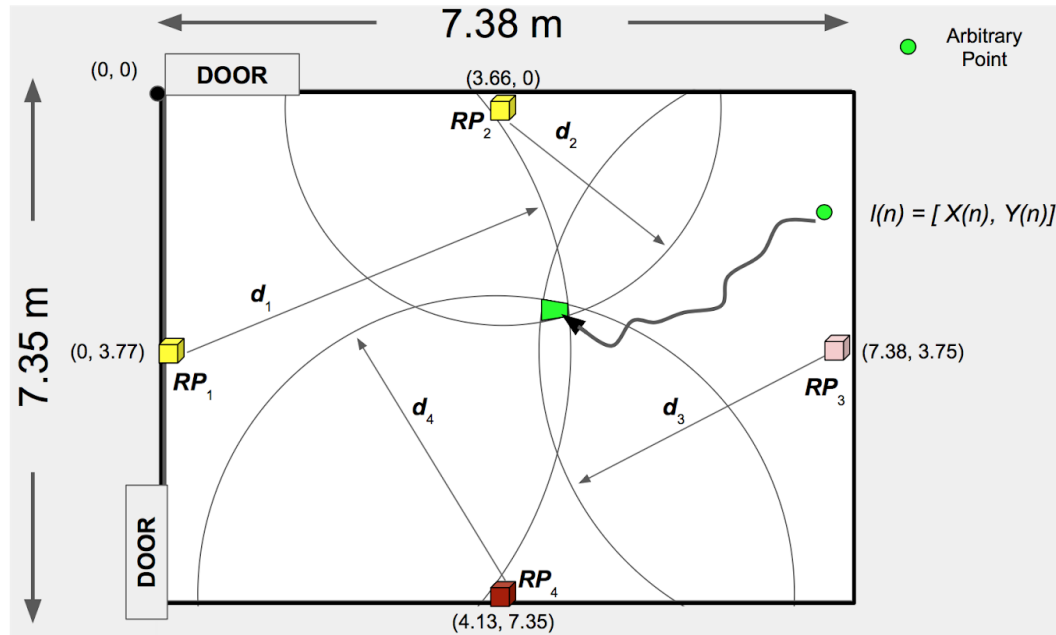 7.38 m
Arbitrary
Point
(0, 0)
DOOR
(3.66, 0)
RP2
d2
l(n) = [ X(n), Y(n)]
7.35 m
d1
(0, 3.77)
RP1
(7.38, 3.75)
RP3
d4
d3
DOOR
RP4
(4.13, 7.35)